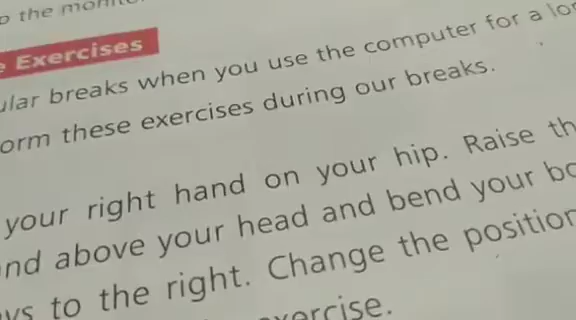 the
Exercises
breaks when you use the computer for a
these exercises during our breaks.
your right hand on your hip. Raise
above your head and bend your
to the right. Change the